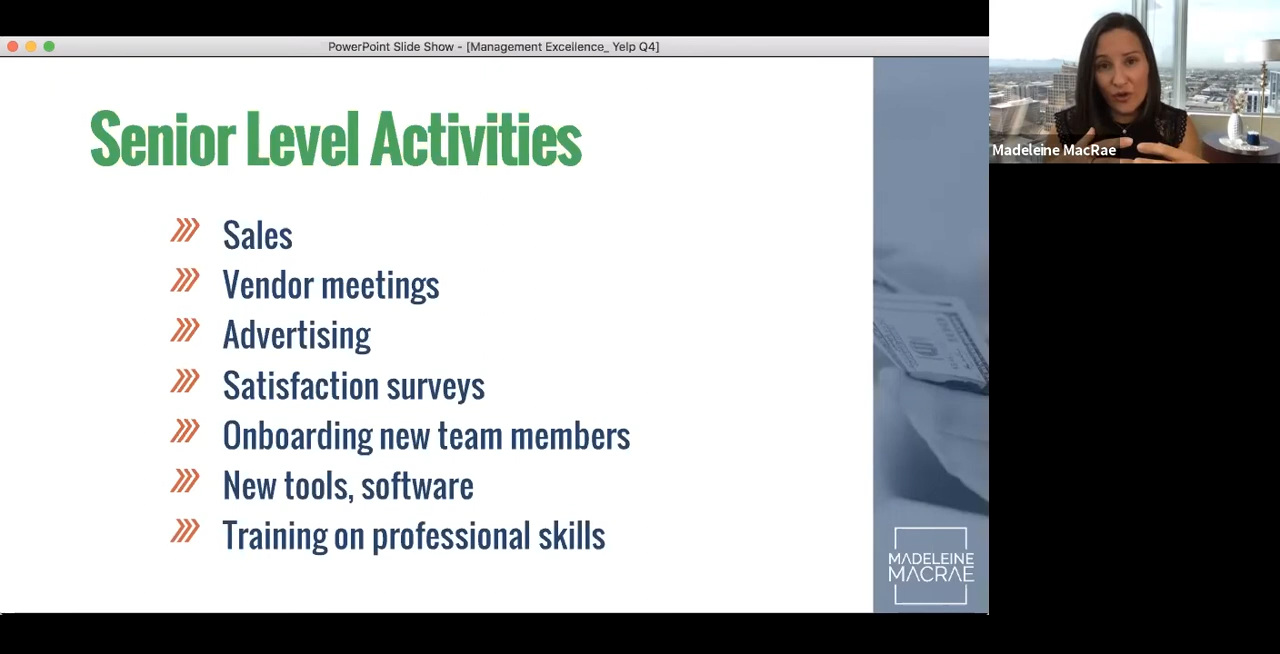 PowerPoint Slide Show - [Management Excellence_ Yelp Q4]
Senior Level Activities
Sales
Vendor meetings
Advertising
Satisfaction surveys
Onboarding new team members
New tools, software
Training on professional skills
MADELEINE
MACRAE
Madeleine MacRae